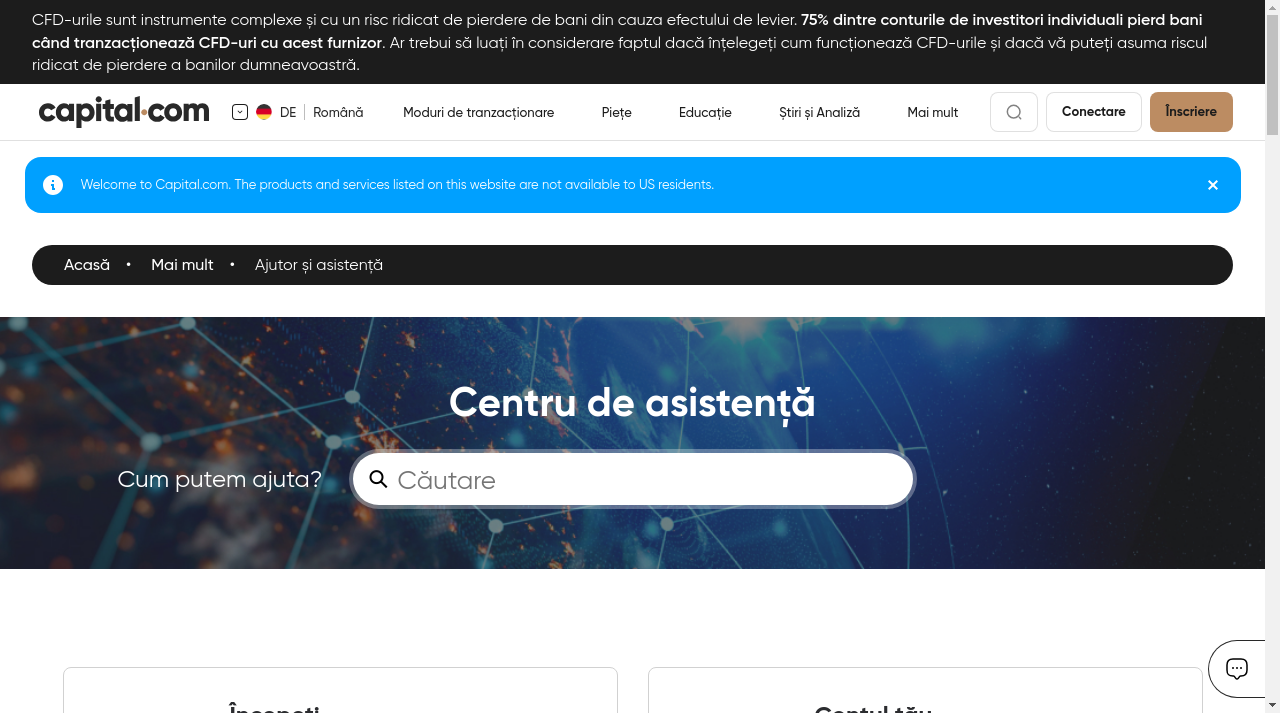 CFD-urile sunt instrumente complexe și cu un risc ridicat de pierdere de bani din cauza efectului de levier. 75% dintre conturile de investitori individuali pierd bani
când tranzacționează CFD-uri cu acest furnizor. Ar trebui să luați în considerare faptul dacă înțelegeți cum funcționează CFD-urile și dacă vă puteți asuma riscul
ridicat de pierdere a banilor dumneavoastră.
capital.com DE Română Moduri de tranzacționare Piețe Educație Știri și Analiză Mai mult Conectare Înscriere
Welcome to Capital.com. The products and services listed on this website are not available to US residents.
Acasă • Mai mult • Ajutor și asistență
Centru de asistență
Cum putem ajuta? Căutare
Începeți Contul tău